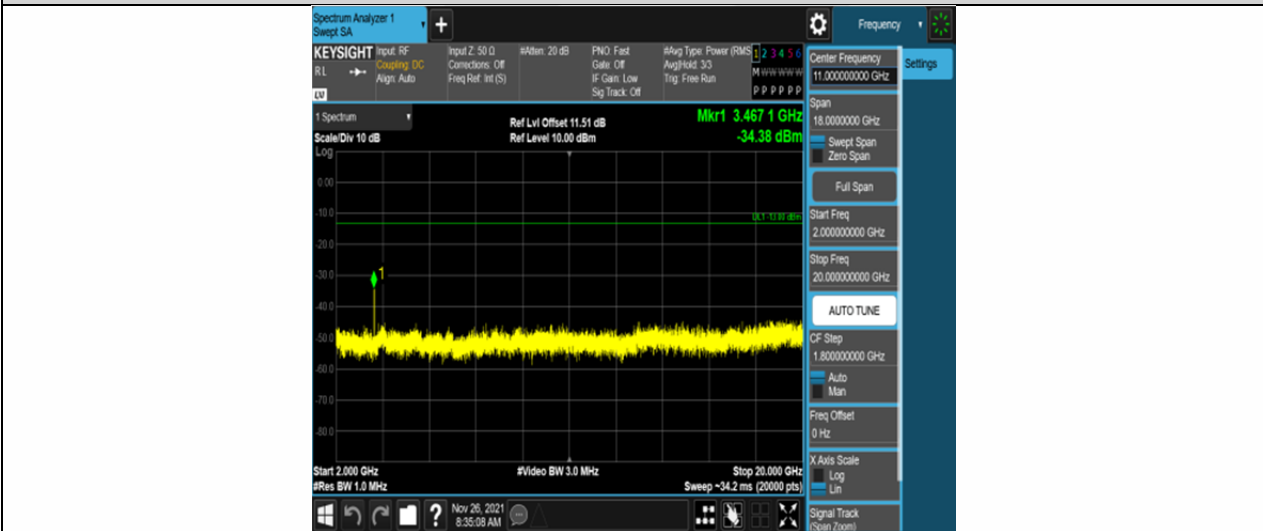 Spectrum Analyzer 1
Swept SA
+
Frequency
KEYSIGHT
RL
LV
Input: RF
Coupling: DC
Align: Auto
Input Z: 50 Ω
Corrections: Off
Freq Ref: Int (S)
#Atten: 20 dB
PNO: Fast
Gate: Off
IF Gain: Low
Sig Track: Off
#Avg Type: Power (RMS
Avg|Hold: 3/3
Trig: Free Run
1 2 3 4 5 6
M W W W W W
P P P P P P
1 Spectrum
Scale/Div 10 dB
Log
Ref Lvl Offset 11.51 dB
Ref Level 10.00 dBm
Mkr1 3.467 1 GHz
-34.38 dBm
0.00
-10.0
-20.0
-30.0
-40.0
-50.0
-60.0
-70.0
-80.0
DL1 -13.00 dBm
1
Start 2.000 GHz
#Res BW 1.0 MHz
#Video BW 3.0 MHz
Stop 20.000 GHz
Sweep ~34.2 ms (20000 pts)
Center Frequency
11.000000000 GHz
Settings
Span
18.0000000 GHz
Swept Span
Zero Span
Full Span
Start Freq
2.000000000 GHz
Stop Freq
20.000000000 GHz
AUTO TUNE
CF Step
1.800000000 GHz
Auto
Man
Freq Offset
0 Hz
X Axis Scale
Log
Lin
Signal Track
(Span Zoom)
?
Nov 26, 2021
8:35:08 AM